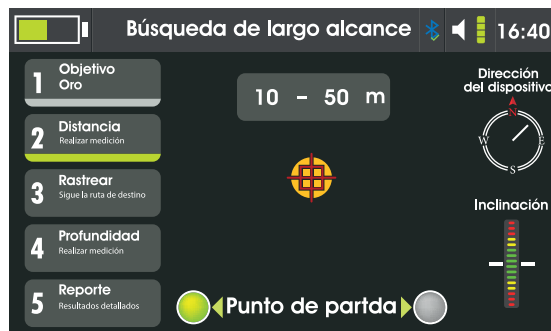 Búsqueda de largo alcance
16:40
1 Objetivo
Oro
2 Distancia
Realizar medición
3 Rastrear
Sigue la ruta de destino
4 Profundidad
Realizar medición
5 Reporte
Resultados detallados
10 - 50 m
Punto de partda
Dirección
del dispositivo
N
W E
S
Inclinación